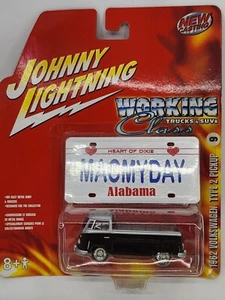 NEW
CASTING!
JOHNNY
LIGHTNING
WORKING
Class
TRUCKS & SUVs
HEART OF DIXIE
MAGMYDAY
Alabama
1962 VOLKSWAGEN TYPE 2 PICKUP 9
8+